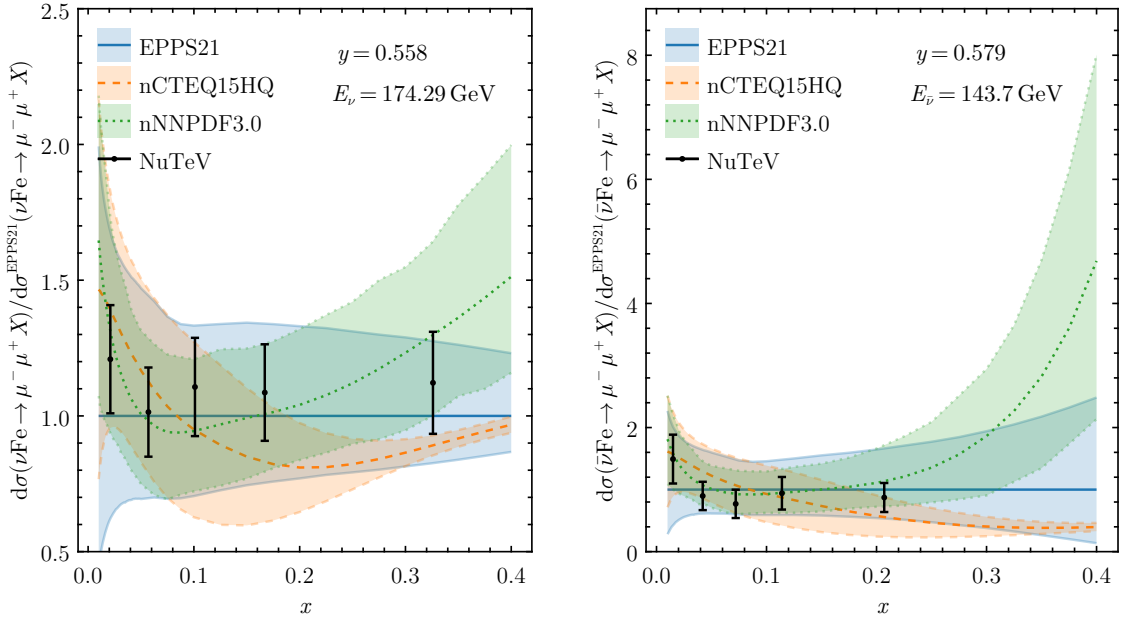 dσ(νFe→ μ⁻ μ⁺ X)/dσ^EPPS21(νFe→ μ⁻ μ⁺ X)
2.5
2.0
1.5
1.0
0.5
EPPS21
nCTEQ15HQ
nNNPDF3.0
NuTeV
y = 0.558
E_ν = 174.29 GeV
0.0 0.1 0.2 0.3 0.4
x
dσ(ν̄Fe→ μ⁻ μ⁺ X)/dσ^EPPS21(ν̄Fe→ μ⁻ μ⁺ X)
8
6
4
2
0
EPPS21
nCTEQ15HQ
nNNPDF3.0
NuTeV
y = 0.579
E_ν̄ = 143.7 GeV
0.0 0.1 0.2 0.3 0.4
x